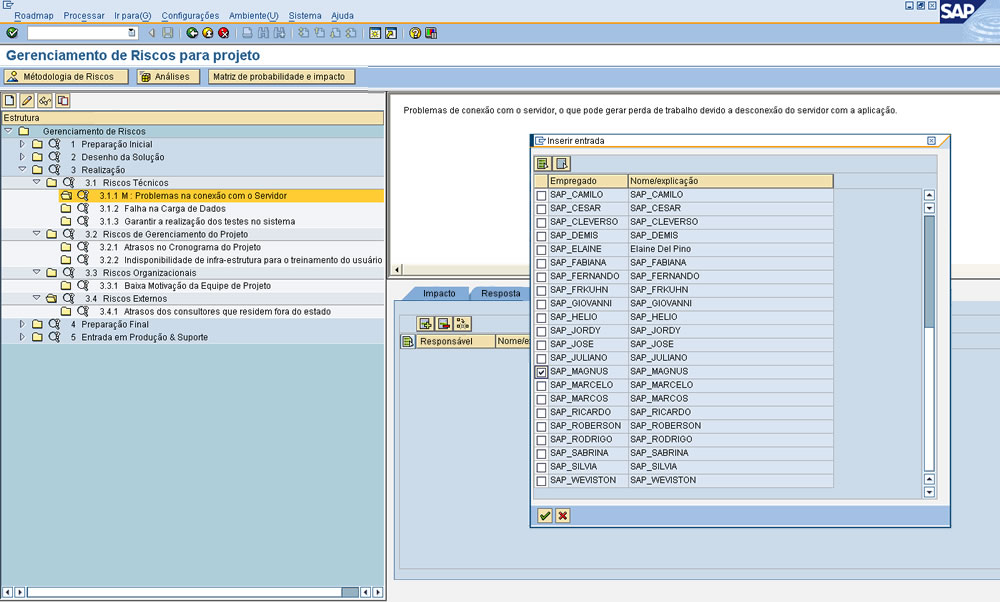 Roadmap Processar Ir para(G) Configurações Ambiente(U) Sistema Ajuda
SAP
Gerenciamento de Riscos para projeto
Métodologia de Riscos Análises Matriz de probabilidade e impacto
Estrutura
Gerenciamento de Riscos
1 Preparação Inicial
2 Desenho da Solução
3 Realização
3.1 Riscos Técnicos
3.1.1 M : Problemas na conexão com o Servidor
3.1.2 Falha na Carga de Dados
3.1.3 Garantir a realização dos testes no sistema
3.2 Riscos de Gerenciamento do Projeto
3.2.1 Atrasos no Cronograma do Projeto
3.2.2 Indisponibilidade de infra-estrutura para o treinamento do usuário
3.3 Riscos Organizacionais
3.3.1 Baixa Motivação da Equipe de Projeto
3.4 Riscos Externos
3.4.1 Atrasos dos consultores que residem fora do estado
4 Preparação Final
5 Entrada em Produção & Suporte
Problemas de conexão com o servidor, o que pode gerar perda de trabalho devido a desconexão do servidor com a aplicação.
Impacto Resposta
Responsável Nome/e
Inserir entrada
Empregado Nome/explicação
SAP_CAMILO SAP_CAMILO
SAP_CESAR SAP_CESAR
SAP_CLEVERSO SAP_CLEVERSO
SAP_DEMIS SAP_DEMIS
SAP_ELAINE Elaine Del Pino
SAP_FABIANA SAP_FABIANA
SAP_FERNANDO SAP_FERNANDO
SAP_FRKUHN SAP_FRKUHN
SAP_GIOVANNI SAP_GIOVANNI
SAP_HELIO SAP_HELIO
SAP_JORDY SAP_JORDY
SAP_JOSE SAP_JOSE
SAP_JULIANO SAP_JULIANO
SAP_MAGNUS SAP_MAGNUS
SAP_MARCELO SAP_MARCELO
SAP_MARCOS SAP_MARCOS
SAP_RICARDO SAP_RICARDO
SAP_ROBERSON SAP_ROBERSON
SAP_RODRIGO SAP_RODRIGO
SAP_SABRINA SAP_SABRINA
SAP_SILVIA SAP_SILVIA
SAP_WEVISTON SAP_WEVISTON